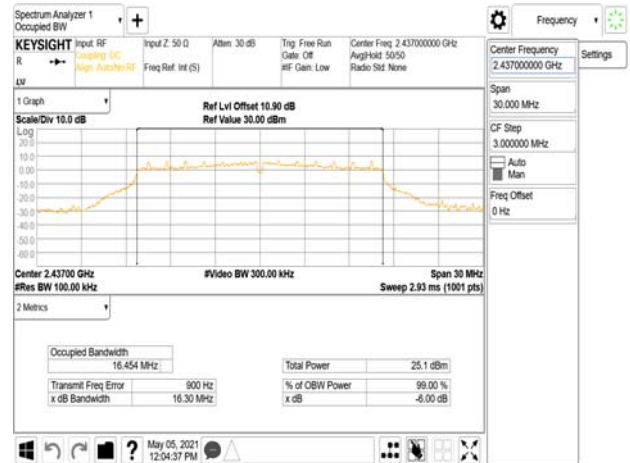 Spectrum Analyzer 1
Occupied BW
Frequency
KEYSIGHT
R
LV
Input: RF
Coupling: DC
Align: Auto/No RF
Input Z: 50 Ω
Freq Ref: Int (S)
Atten: 30 dB
Trig: Free Run
Gate: Off
#IF Gain: Low
Center Freq: 2.437000000 GHz
Avg|Hold: 50/50
Radio Std: None
1 Graph
Scale/Div 10.0 dB
Ref Lvl Offset 10.90 dB
Ref Value 30.00 dBm
Log
20.0
10.0
0.00
-10.0
-20.0
-30.0
-40.0
-50.0
-60.0
Center 2.43700 GHz
#Res BW 100.00 kHz
#Video BW 300.00 kHz
Span 30 MHz
Sweep 2.93 ms (1001 pts)
2 Metrics
Occupied Bandwidth
16.454 MHz
Transmit Freq Error 900 Hz
x dB Bandwidth 16.30 MHz
Total Power 25.1 dBm
% of OBW Power 99.00 %
x dB -6.00 dB
Center Frequency
2.437000000 GHz
Settings
Span
30.000 MHz
CF Step
3.000000 MHz
Auto
Man
Freq Offset
0 Hz
?
May 05, 2021
12:04:37 PM